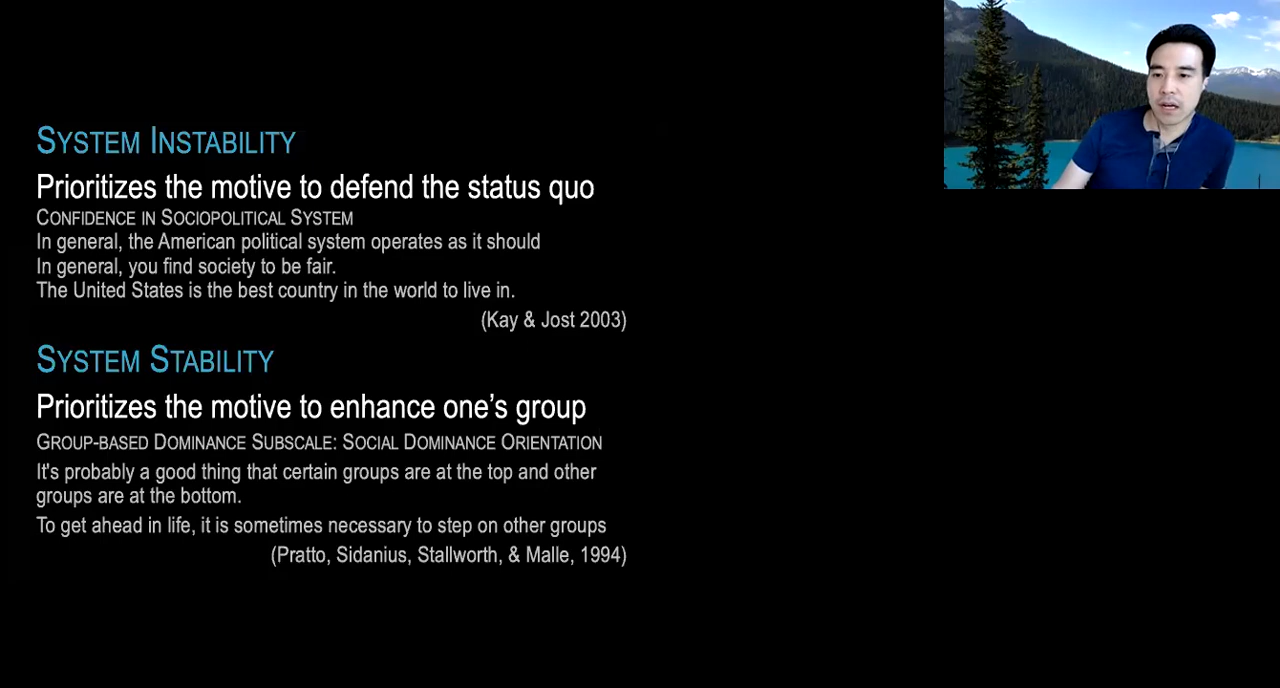 SYSTEM INSTABILITY
Prioritizes the motive to defend the status quo
CONFIDENCE IN SOCIOPOLITICAL SYSTEM
In general, the American political system operates as it should
In general, you find society to be fair.
The United States is the best country in the world to live in.
(Kay & Jost 2003)
SYSTEM STABILITY
Prioritizes the motive to enhance one’s group
GROUP-BASED DOMINANCE SUBSCALE: SOCIAL DOMINANCE ORIENTATION
It's probably a good thing that certain groups are at the top and other
groups are at the bottom.
To get ahead in life, it is sometimes necessary to step on other groups
(Pratto, Sidanius, Stallworth, & Malle, 1994)